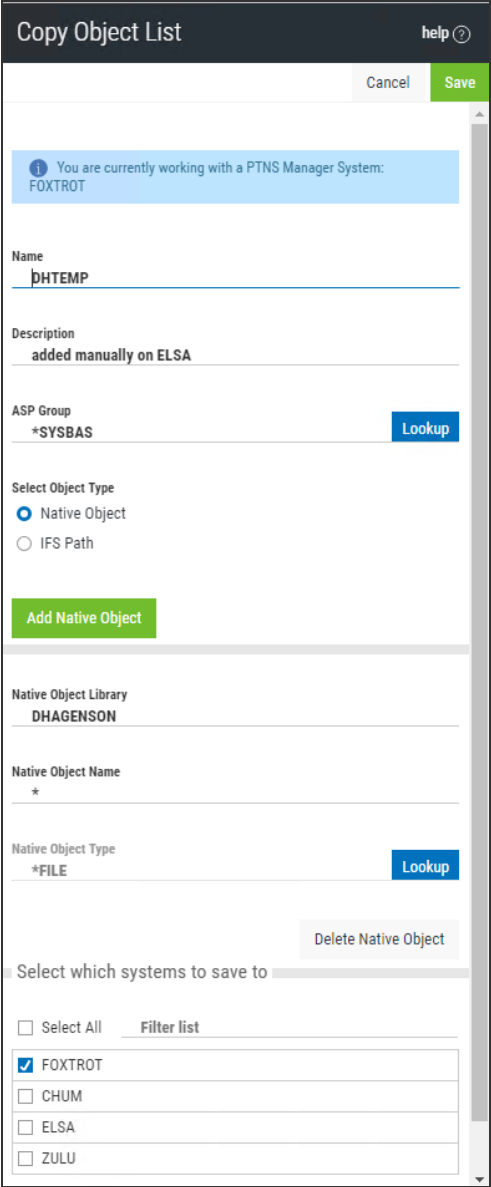 Copy Object List
help ?
Cancel
Save
i You are currently working with a PTNS Manager System:
FOXTROT
Name
DHTEMP
Description
added manually on ELSA
ASP Group
*SYSBAS
Lookup
Select Object Type
Native Object
IFS Path
Add Native Object
Native Object Library
DHAGENSON
Native Object Name
*
Native Object Type
*FILE
Lookup
Delete Native Object
Select which systems to save to
Select All
Filter list
FOXTROT
CHUM
ELSA
ZULU